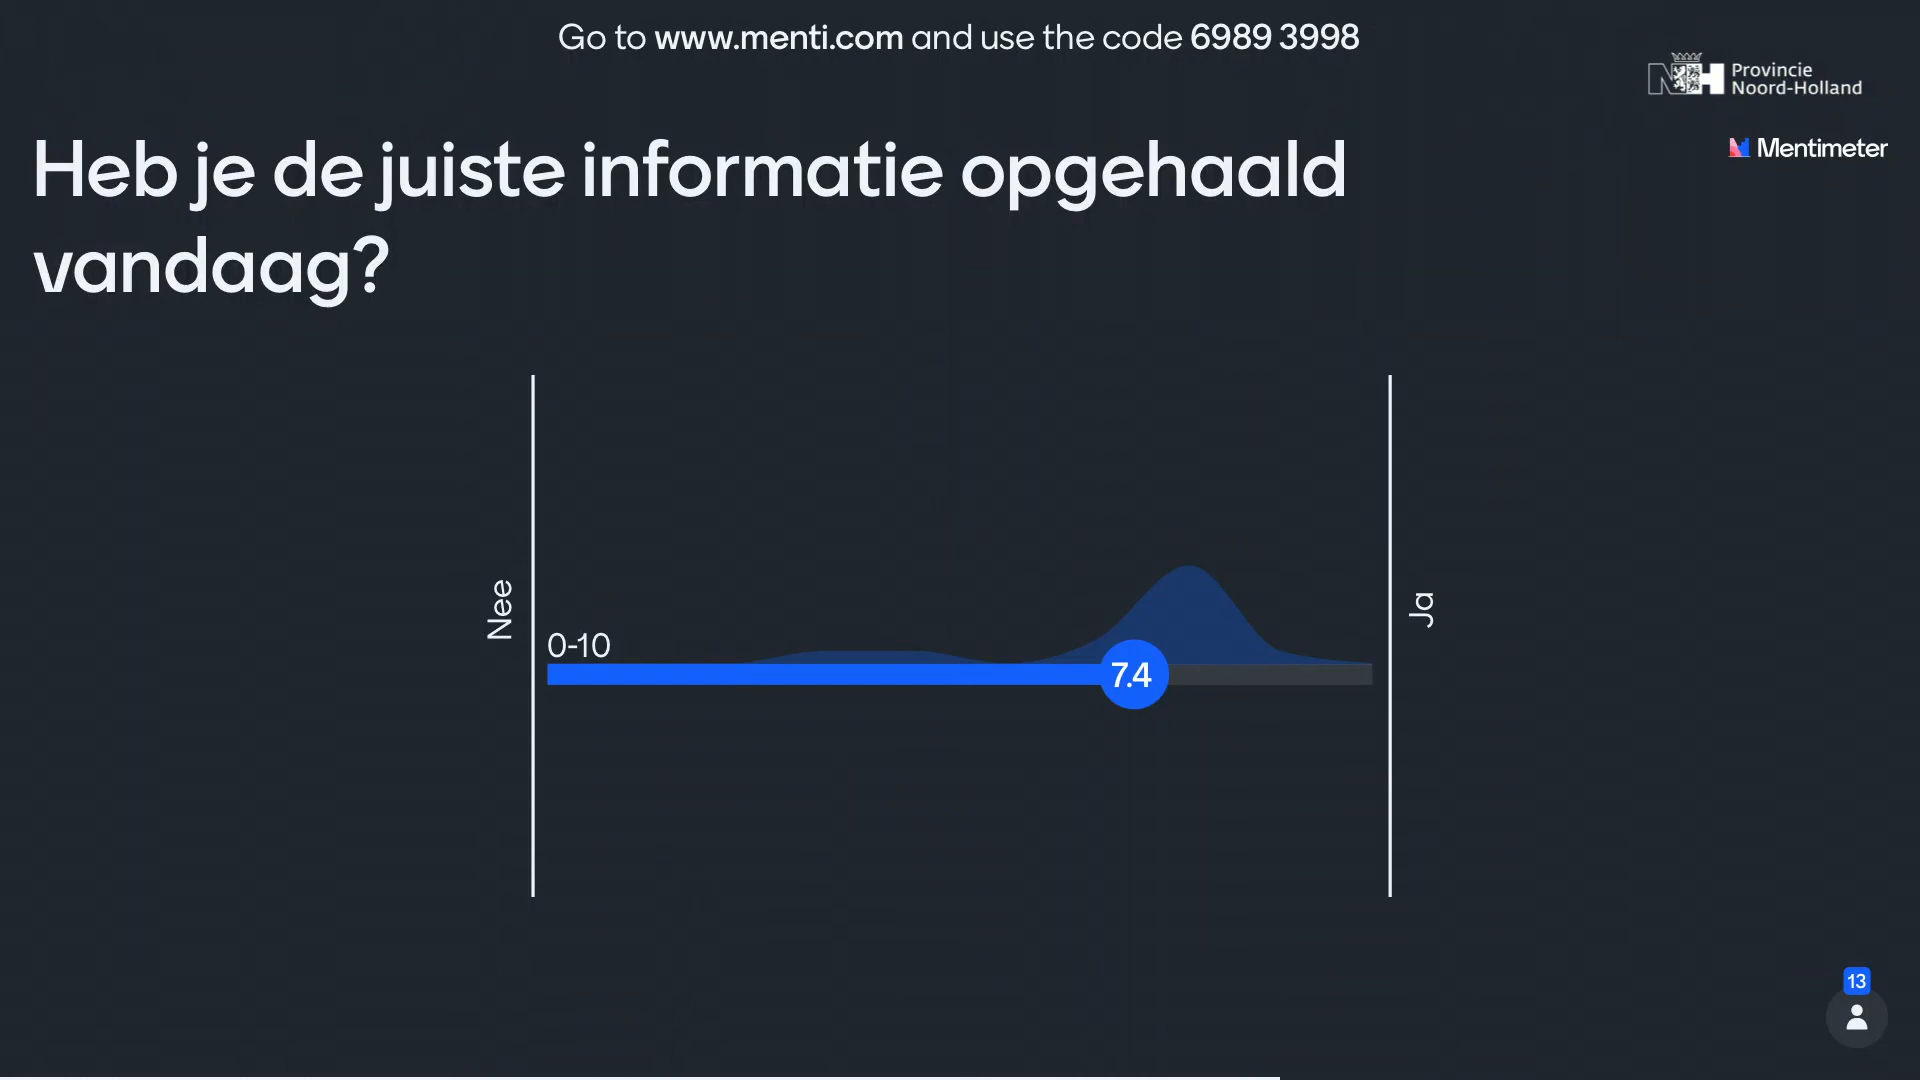 Go to www.menti.com and use the code 6989 3998
NH Provincie
Noord-Holland
Mentimeter
Heb je de juiste informatie opgehaald
vandaag?
Nee
0-10
7.4
Ja
13